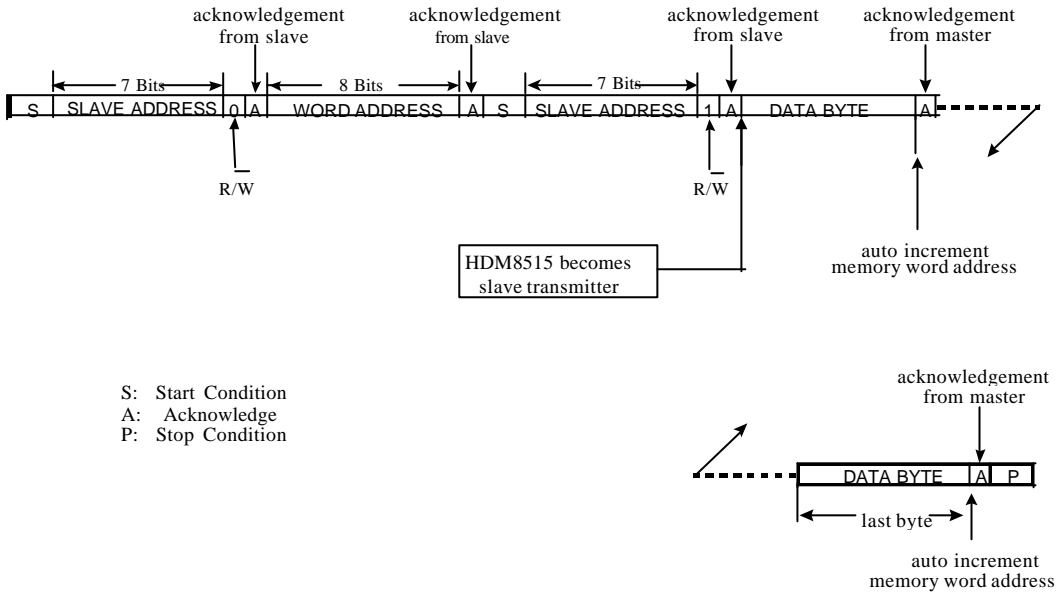 acknowledgement
from slave
acknowledgement
from slave
acknowledgement
from slave
acknowledgement
from master
7 Bits
8 Bits
7 Bits
S SLAVE ADDRESS 0 A WORD ADDRESS A S SLAVE ADDRESS 1 A DATA BYTE A
R/W̅
R/W̅
HDM8515 becomes
slave transmitter
auto increment
memory word address
S: Start Condition
A: Acknowledge
P: Stop Condition
acknowledgement
from master
DATA BYTE A P
last byte
auto increment
memory word address